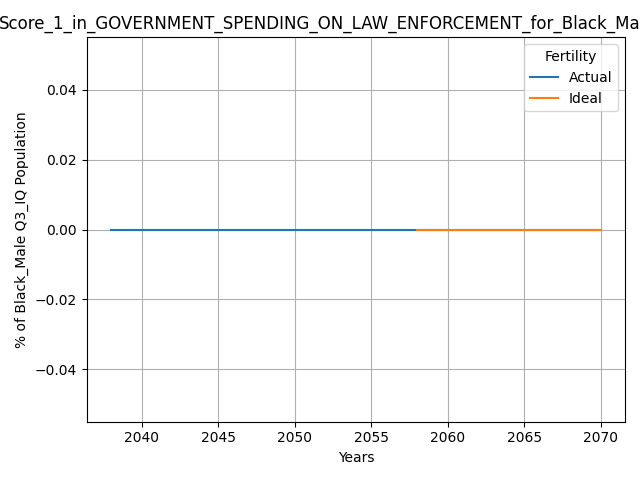 Score_1_in_GOVERNMENT_SPENDING_ON_LAW_ENFORCEMENT_for_Black_Ma
Fertility
Actual
Ideal
0.04
0.02
0.00
−0.02
−0.04
% of Black_Male Q3_IQ Population
2040 2045 2050 2055 2060 2065 2070
Years